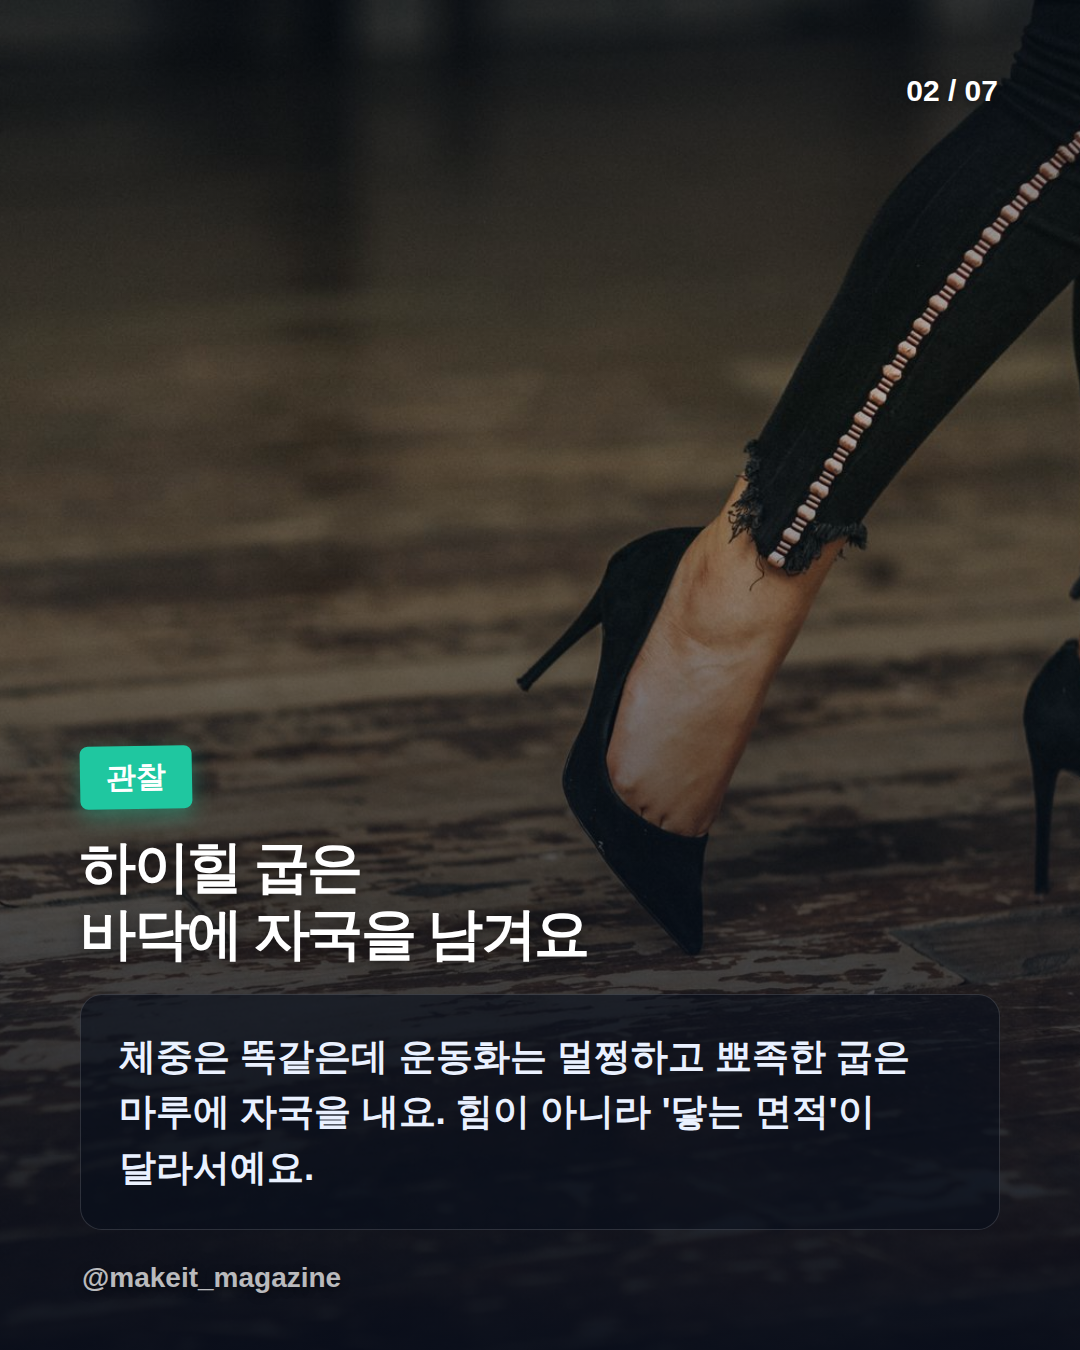 02 / 07
관찰
하이힐 굽은
바닥에 자국을 남겨요
체중은 똑같은데 운동화는 멀쩡하고 뾰족한 굽은
마루에 자국을 내요. 힘이 아니라 '닿는 면적'이
달라서예요.
@makeit_magazine